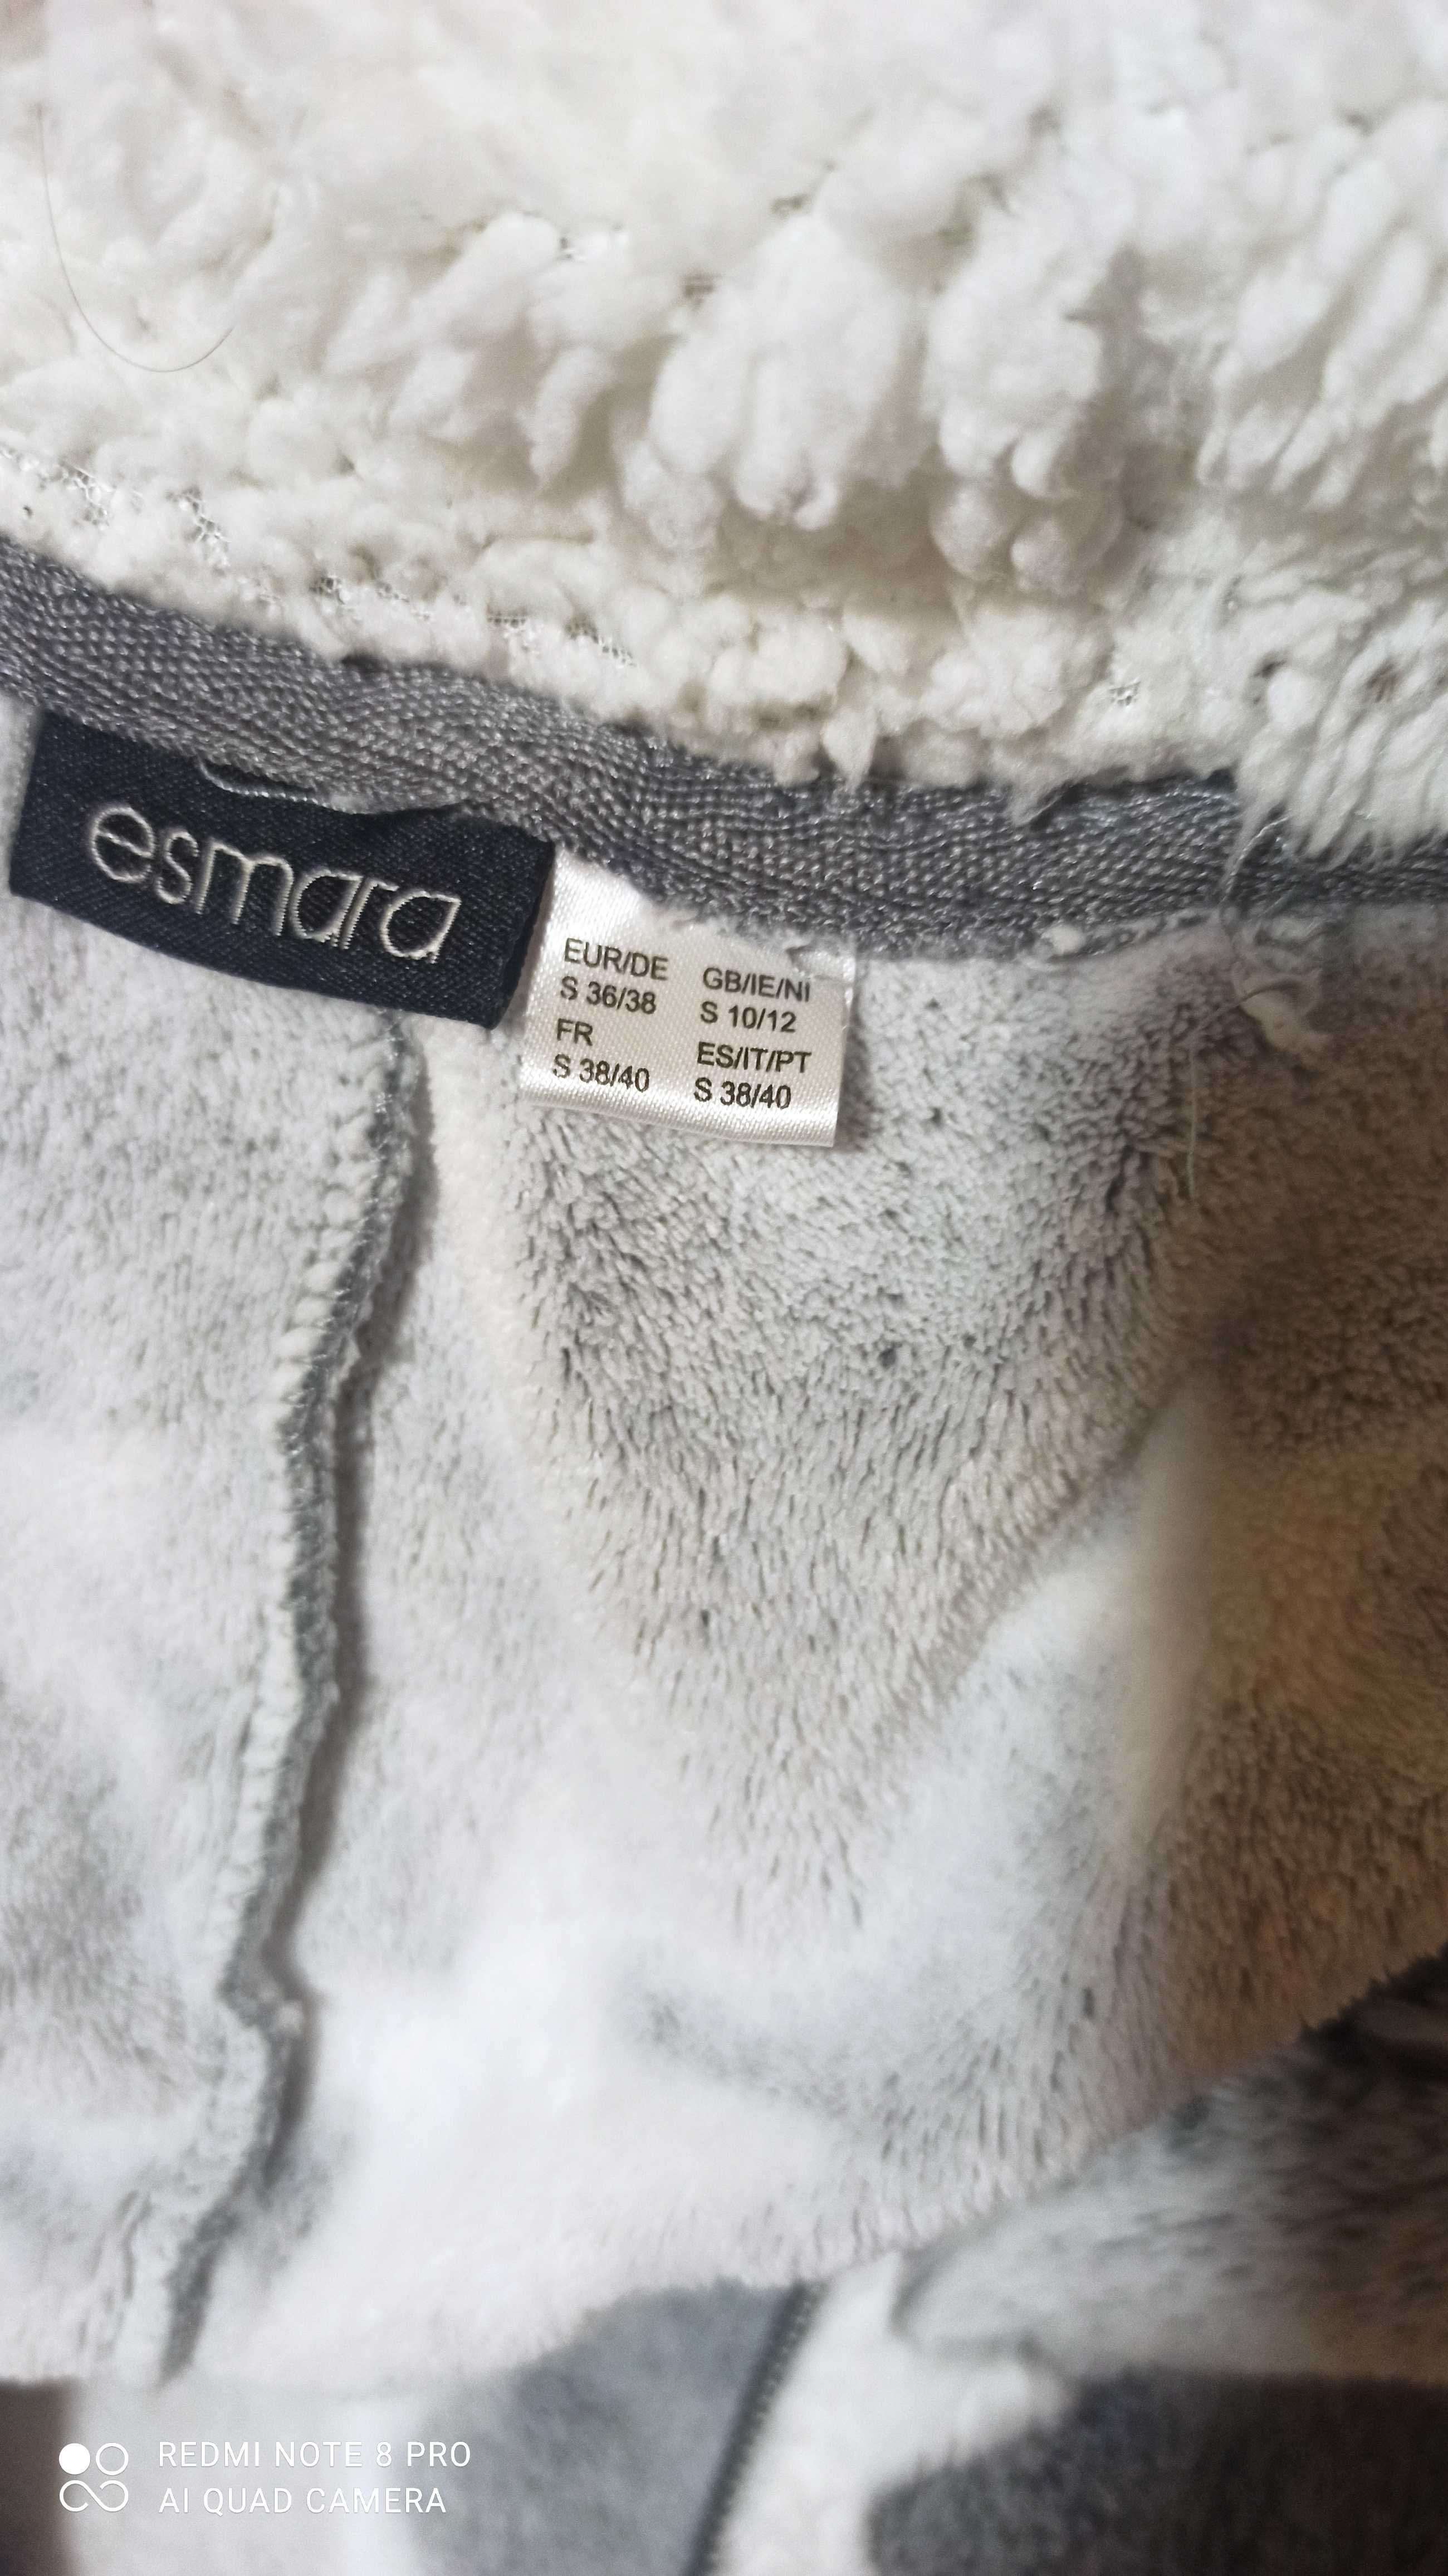 esmara
EUR/DE
S 36/38
FR
S 38/40
GB/IE/NI
S 10/12
ES/IT/PT
S 38/40
REDMI NOTE 8 PRO
AI QUAD CAMERA